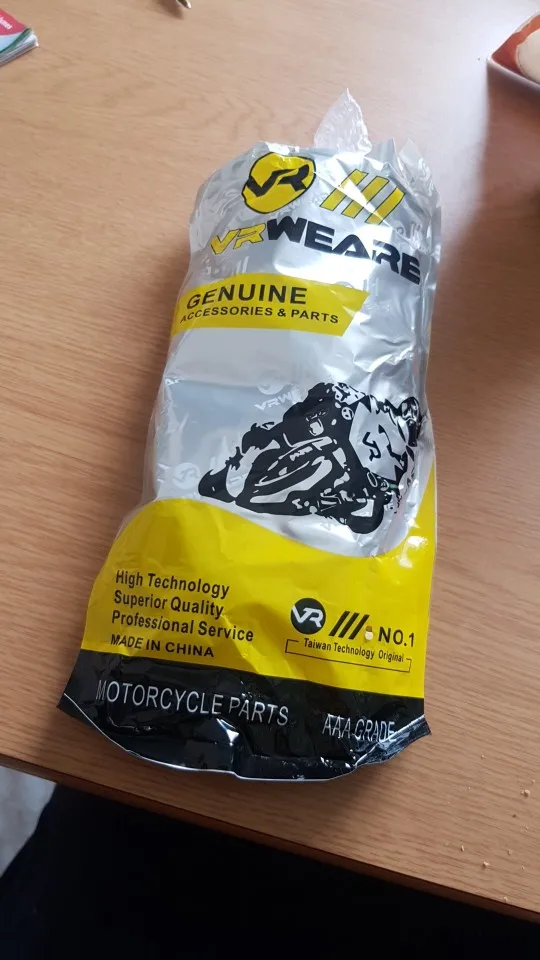 VR
VRWEARE
GENUINE
ACCESSORIES & PARTS
High Technology
Superior Quality
Professional Service
MADE IN CHINA
VR NO.1
Taiwan Technology Original
MOTORCYCLE PARTS AAA GRADE